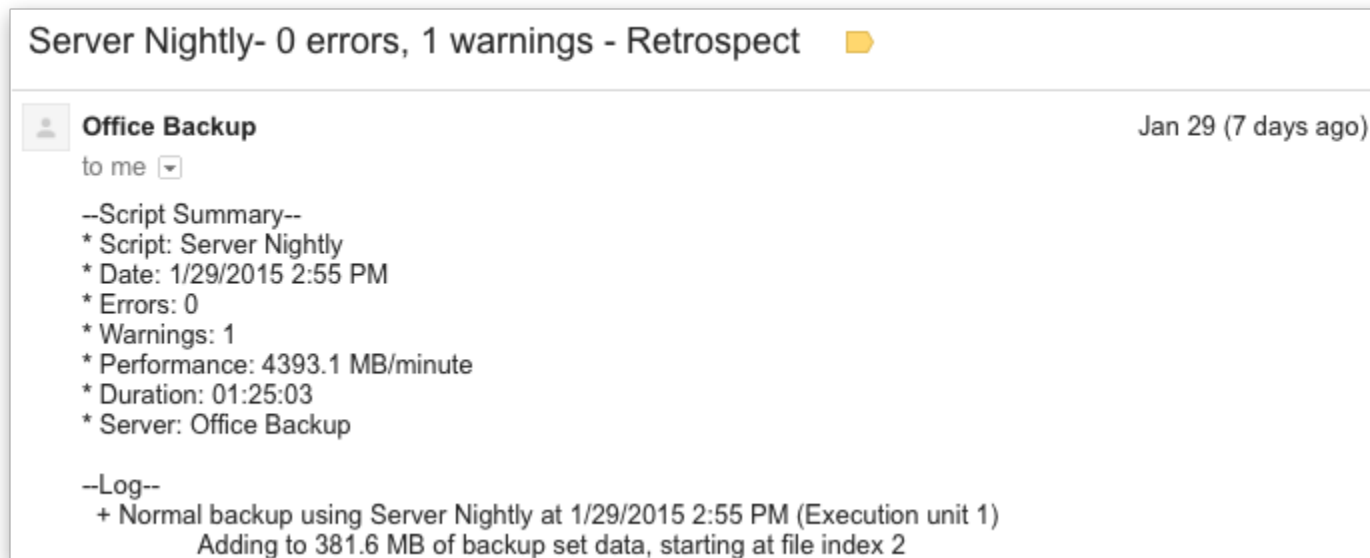 Server Nightly- 0 errors, 1 warnings - Retrospect
Office Backup
Jan 29 (7 days ago)
to me
--Script Summary--
* Script: Server Nightly
* Date: 1/29/2015 2:55 PM
* Errors: 0
* Warnings: 1
* Performance: 4393.1 MB/minute
* Duration: 01:25:03
* Server: Office Backup
--Log--
+ Normal backup using Server Nightly at 1/29/2015 2:55 PM (Execution unit 1)
Adding to 381.6 MB of backup set data, starting at file index 2